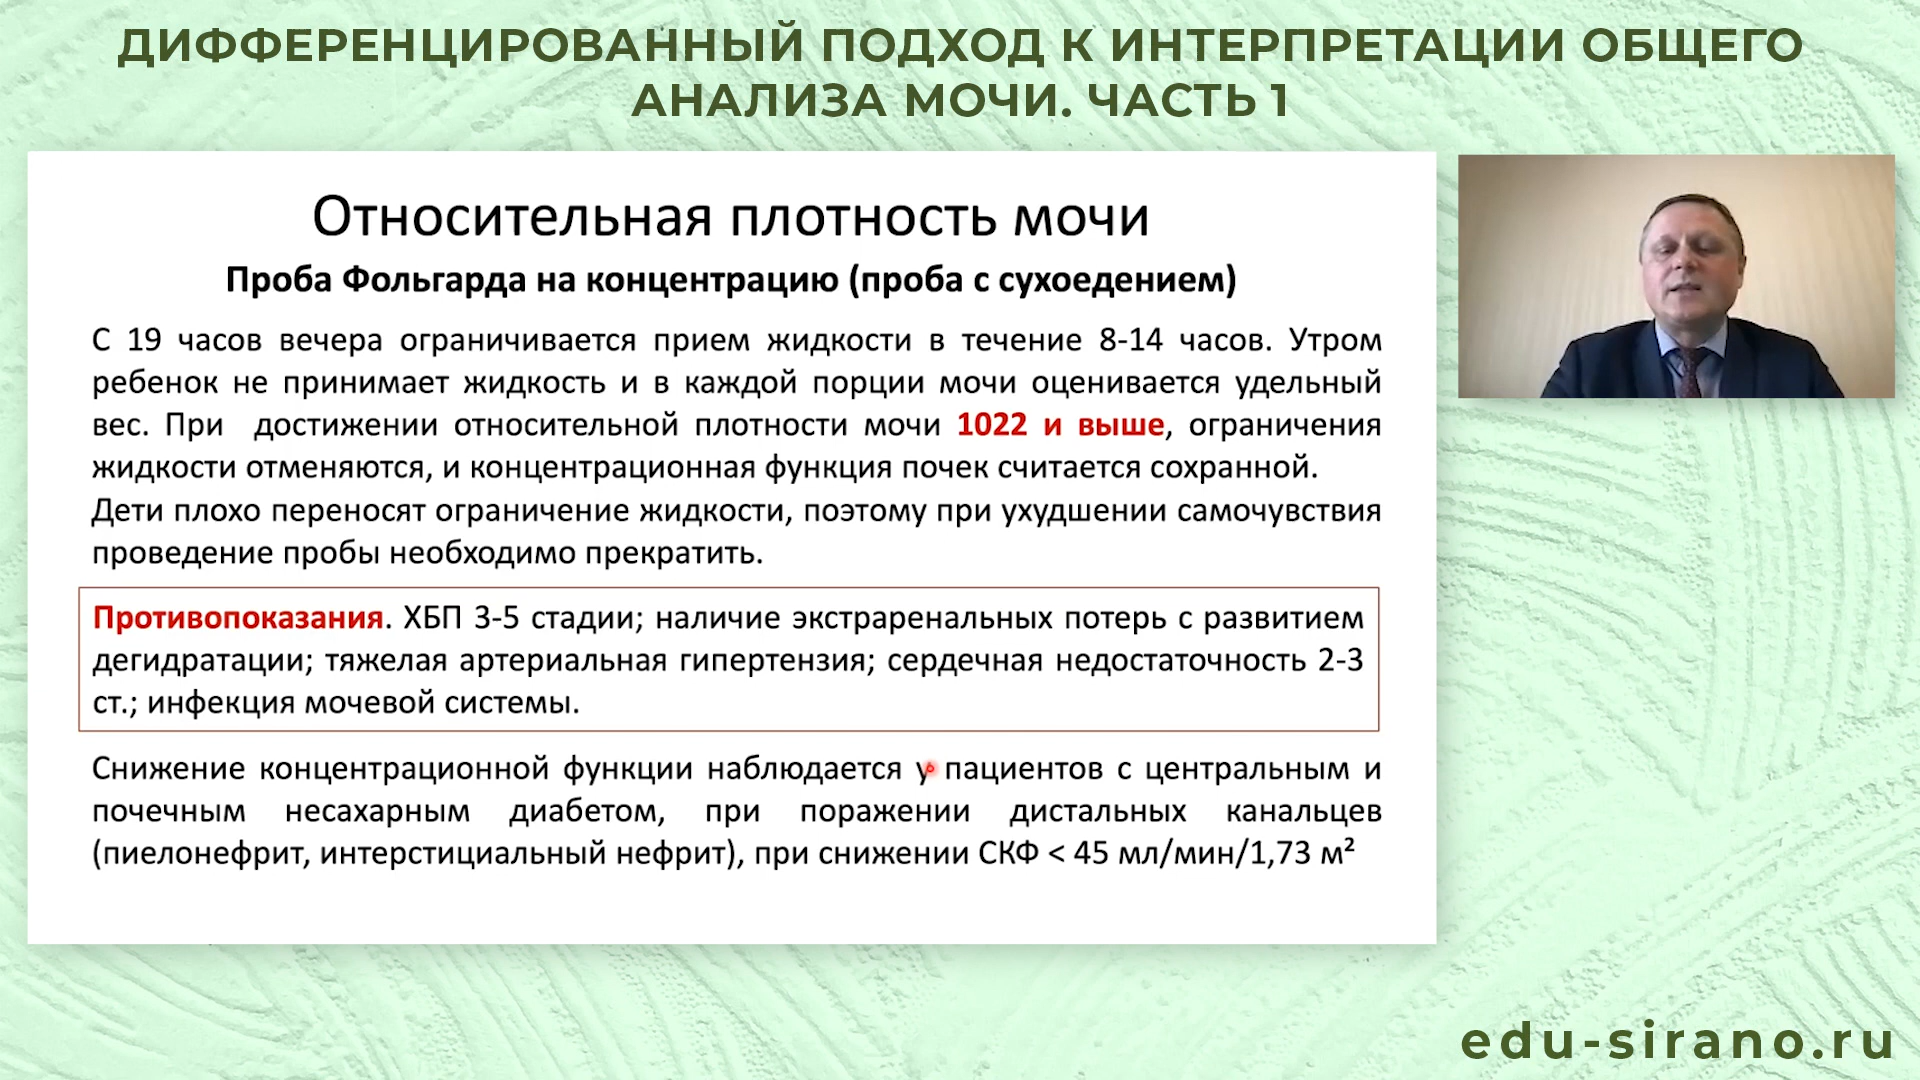 ДИФФЕРЕНЦИРОВАННЫЙ ПОДХОД К ИНТЕРПРЕТАЦИИ ОБЩЕГО
АНАЛИЗА МОЧИ. ЧАСТЬ 1
Относительная плотность мочи
Проба Фольгарда на концентрацию (проба с сухоедением)
С 19 часов вечера ограничивается прием жидкости в течение 8-14 часов. Утром
ребенок не принимает жидкость и в каждой порции мочи оценивается удельный
вес. При достижении относительной плотности мочи 1022 и выше, ограничения
жидкости отменяются, и концентрационная функция почек считается сохранной.
Дети плохо переносят ограничение жидкости, поэтому при ухудшении самочувствия
проведение пробы необходимо прекратить.
Противопоказания. ХБП 3-5 стадии; наличие экстраренальных потерь с развитием
дегидратации; тяжелая артериальная гипертензия; сердечная недостаточность 2-3
ст.; инфекция мочевой системы.
Снижение концентрационной функции наблюдается у пациентов с центральным и
почечным несахарным диабетом, при поражении дистальных канальцев
(пиелонефрит, интерстициальный нефрит), при снижении СКФ < 45 мл/мин/1,73 м²
edu-sirano.ru